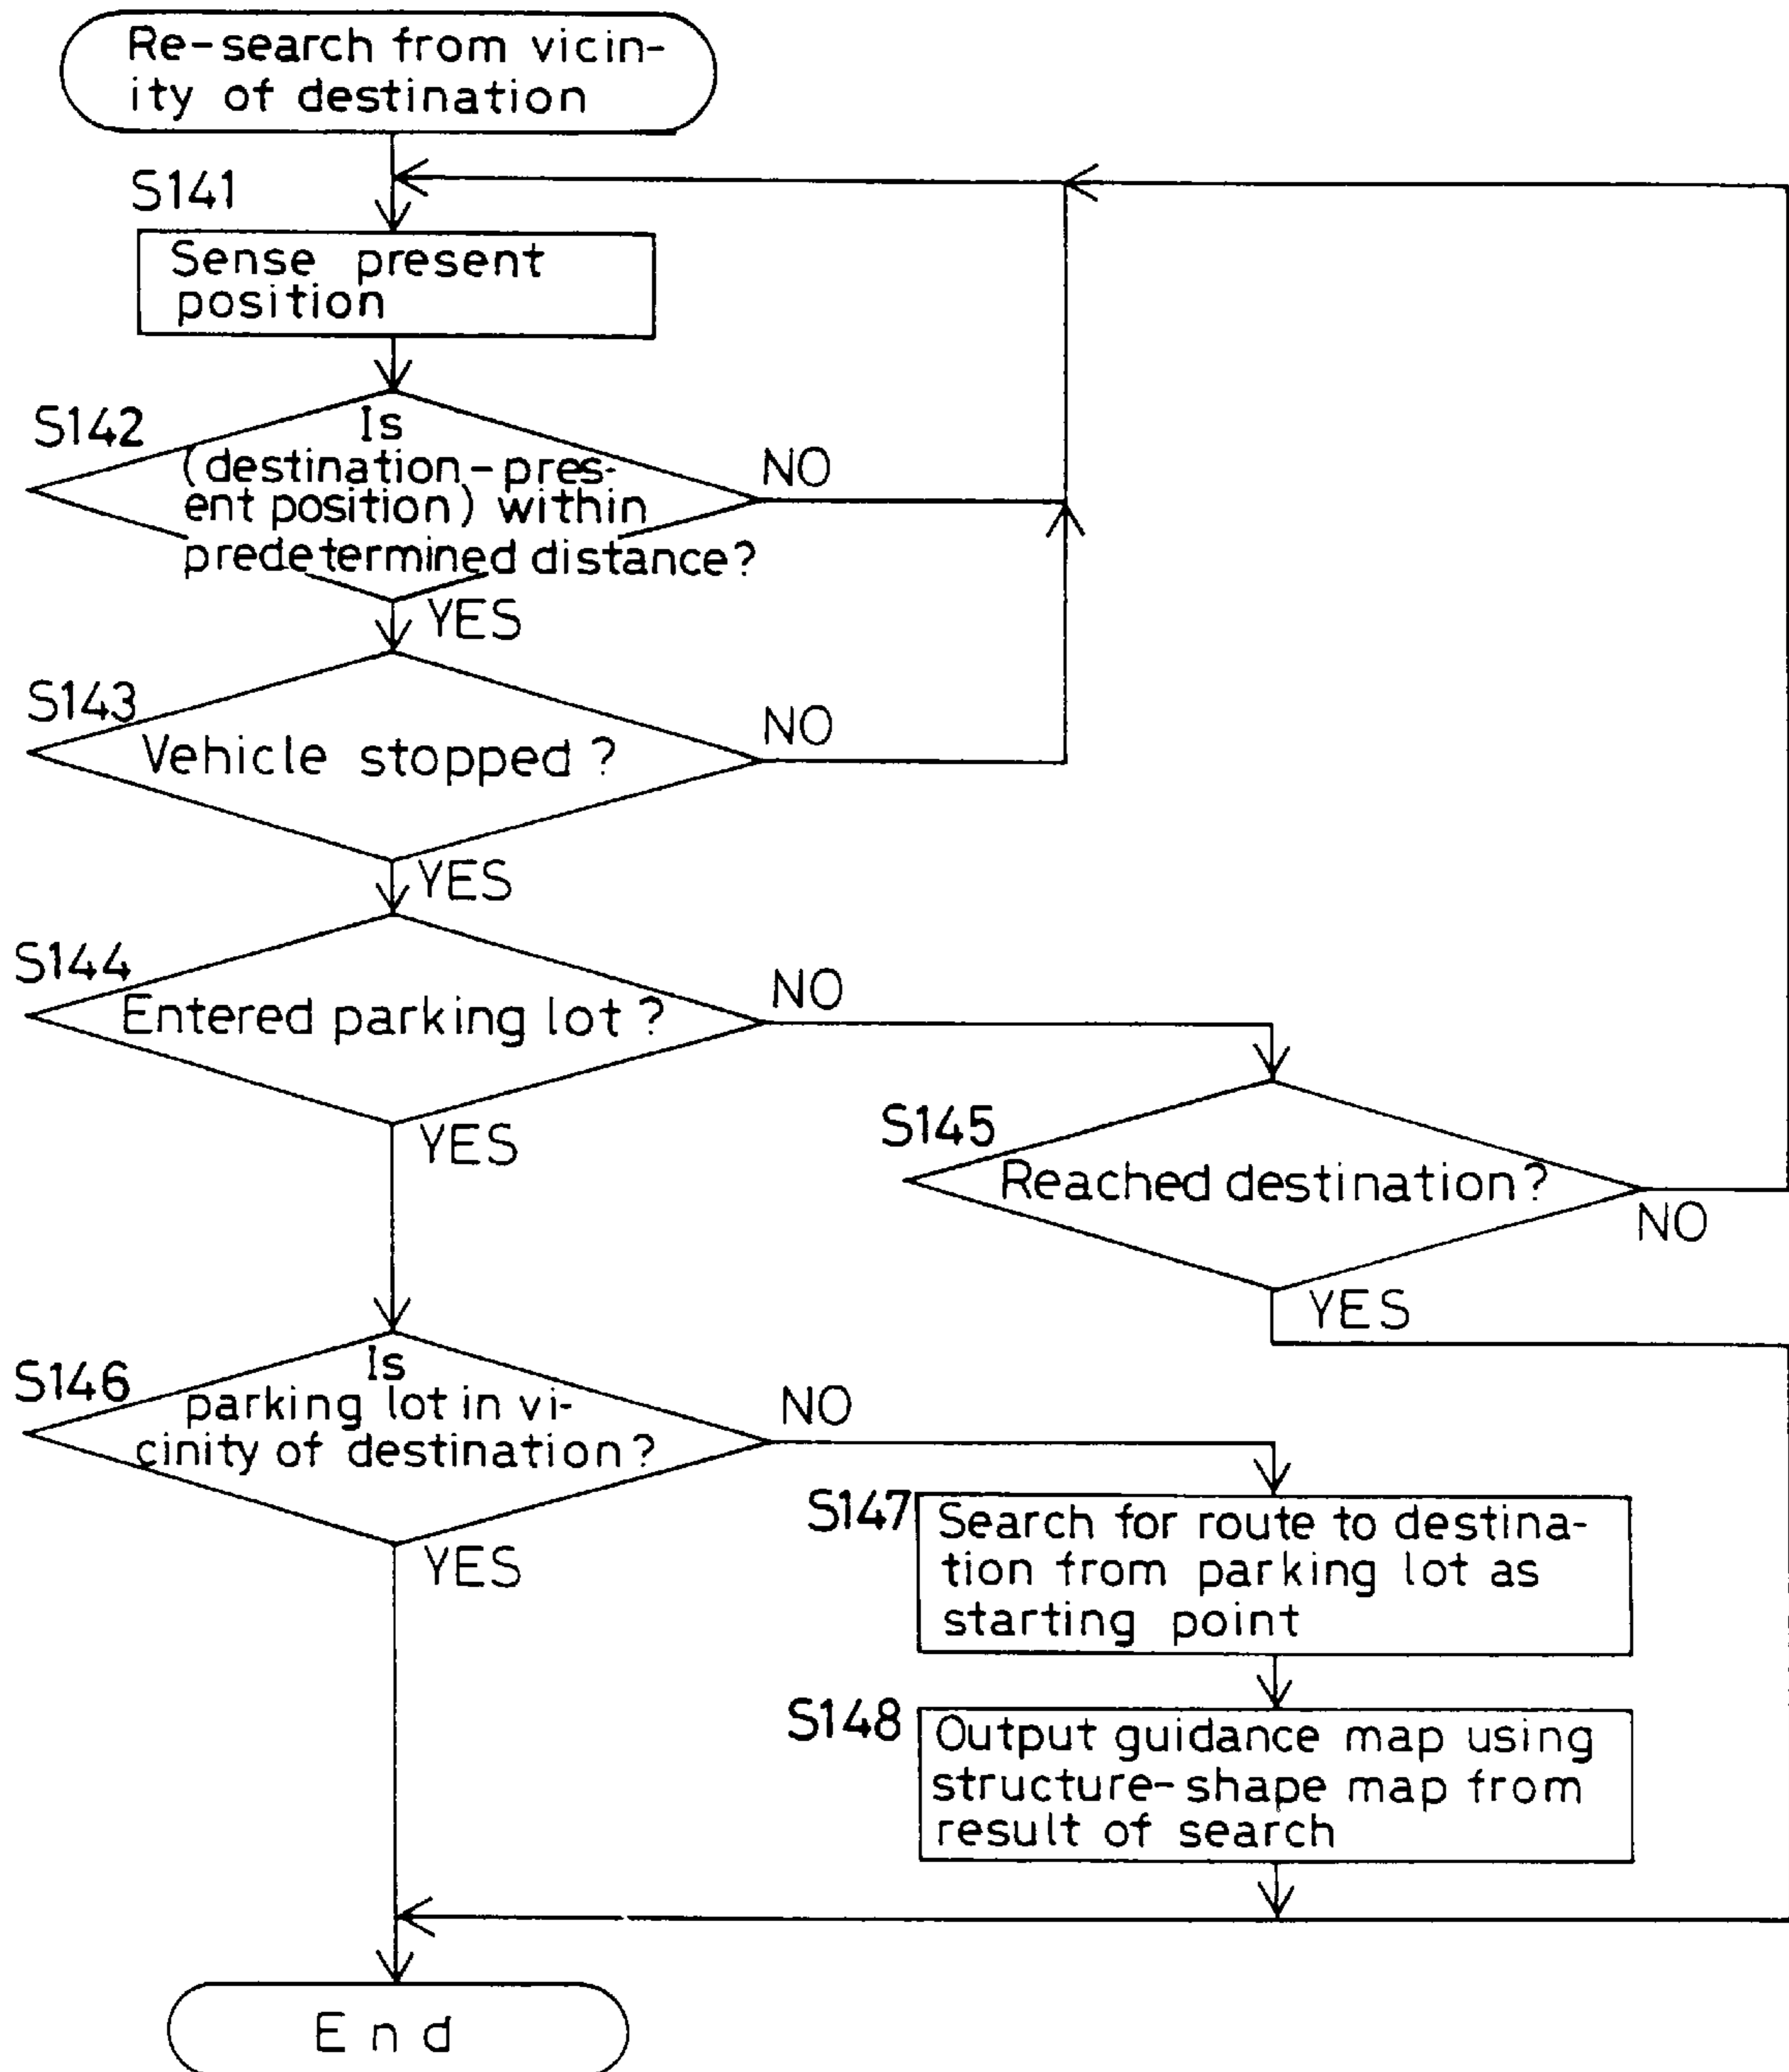 Re-search from vicin-
ity of destination
S141
Sense present
position
S142
Is
(destination-pres-
ent position) within
predetermined distance?
NO
YES
S143
Vehicle stopped?
NO
YES
S144
Entered parking lot?
NO
YES
S145
Reached destination?
NO
YES
S146
Is
parking lot in vi-
cinity of destination?
NO
YES
S147
Search for route to destina-
tion from parking lot as
starting point
S148
Output guidance map using
structure-shape map from
result of search
End